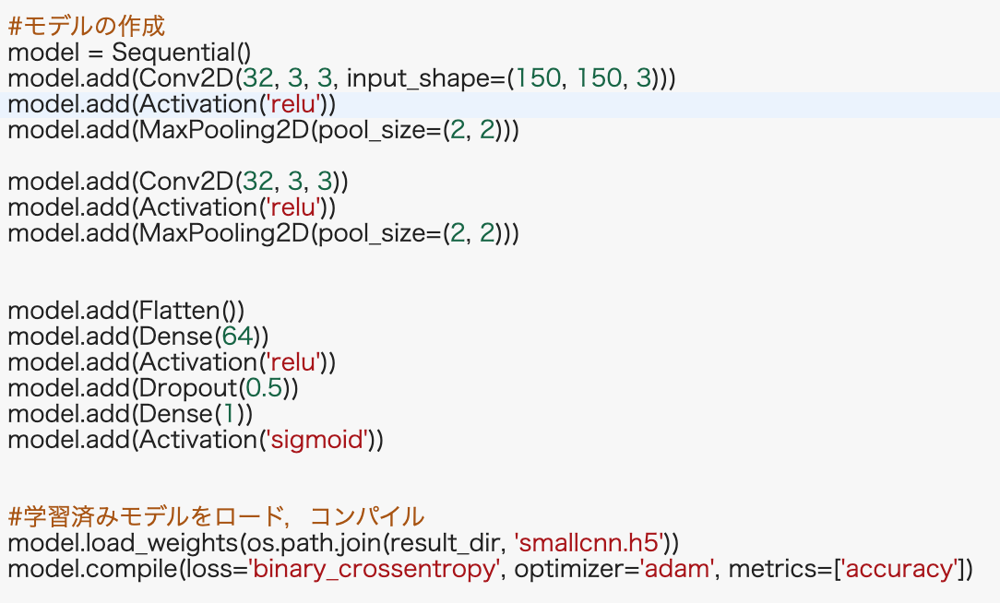 #モデルの作成
model = Sequential()
model.add(Conv2D(32, 3, 3, input_shape=(150, 150, 3)))
model.add(Activation('relu'))
model.add(MaxPooling2D(pool_size=(2, 2)))
model.add(Conv2D(32, 3, 3))
model.add(Activation('relu'))
model.add(MaxPooling2D(pool_size=(2, 2)))
model.add(Flatten())
model.add(Dense(64))
model.add(Activation('relu'))
model.add(Dropout(0.5))
model.add(Dense(1))
model.add(Activation('sigmoid'))
#学習済みモデルをロード，コンパイル
model.load_weights(os.path.join(result_dir, 'smallcnn.h5'))
model.compile(loss='binary_crossentropy', optimizer='adam', metrics=['accuracy'])